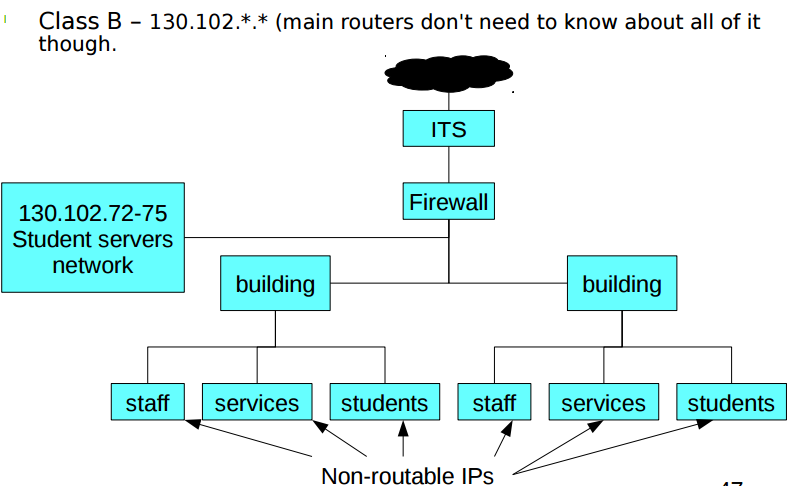 Class B – 130.102.*.* (main routers don't need to know about all of it
though.
ITS
Firewall
130.102.72-75
Student servers
network
building
building
staff
services
students
staff
services
students
Non-routable IPs